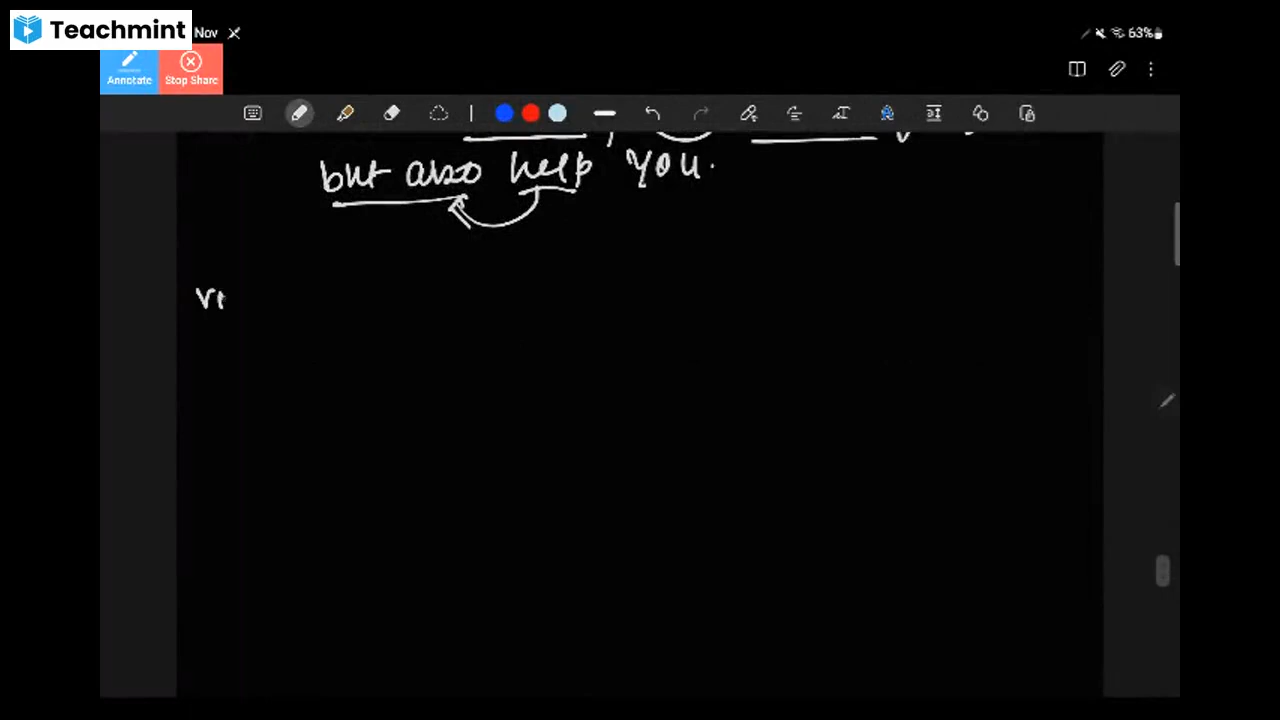 Teachmint
Nov
63%
Annotate
Stop Share
but also help you.